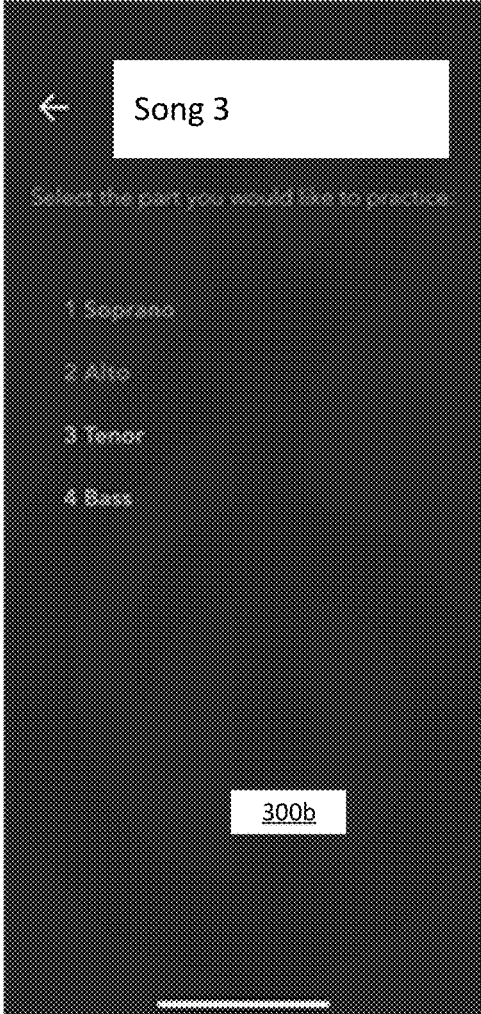 Song 3
Select the part you would like to practice:
1 Soprano
2 Alto
3 Tenor
4 Bass
300b